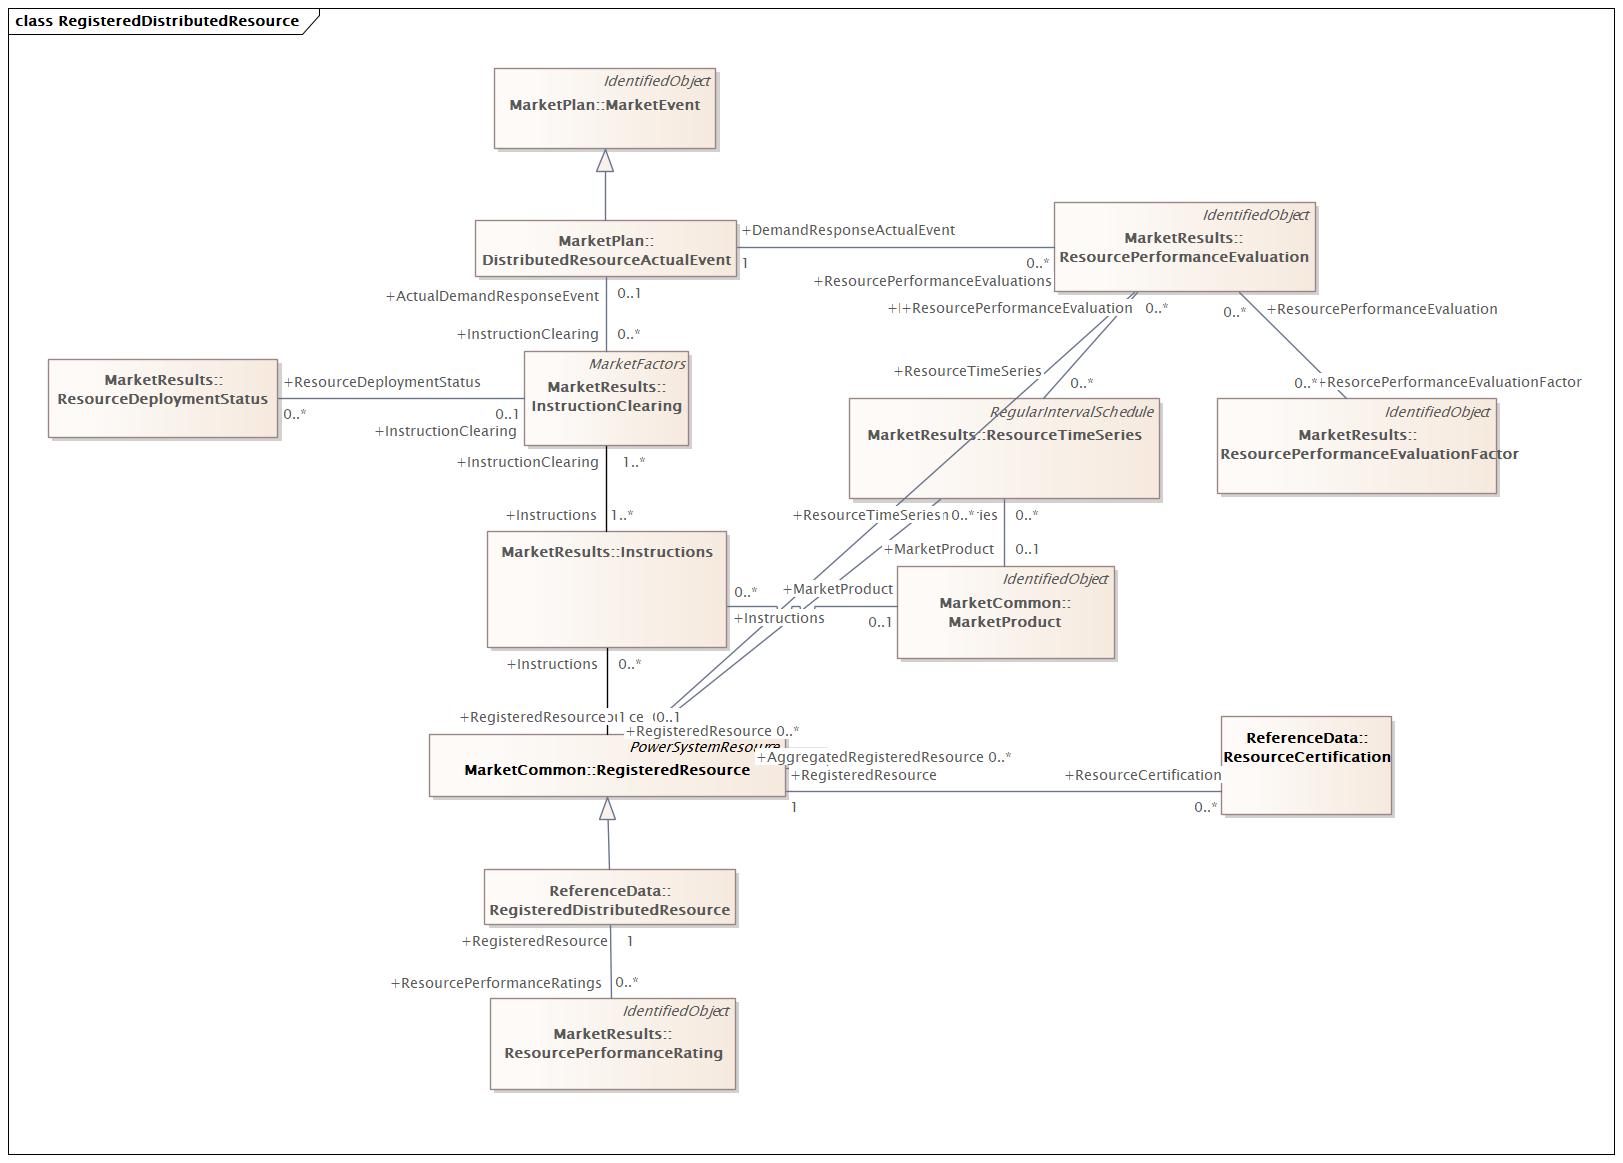 class RegisteredDistributedResource
IdentifiedObject
MarketPlan::MarketEvent
MarketPlan::
DistributedResourceActualEvent
+DemandResponseActualEvent
1
0..*
+ResourcePerformanceEvaluations
IdentifiedObject
MarketResults::
ResourcePerformanceEvaluation
+ActualDemandResponseEvent
0..1
+InstructionClearing
0..*
+ResourcePerformanceEvaluation
0..*
0..*
+ResourcePerformanceEvaluation
MarketResults::
ResourceDeploymentStatus
+ResourceDeploymentStatus
0..*
0..1
+InstructionClearing
MarketFactors
MarketResults::
InstructionClearing
+ResourceTimeSeries
0..*
0..*
+ResorcePerformanceEvaluationFactor
RegularIntervalSchedule
MarketResults::ResourceTimeSeries
IdentifiedObject
MarketResults::
ResourcePerformanceEvaluationFactor
+InstructionClearing
1..*
+Instructions
1..*
+ResourceTimeSeries
0..*
0..*
+MarketProduct
0..1
MarketResults::Instructions
0..*
+Instructions
+MarketProduct
0..1
IdentifiedObject
MarketCommon::
MarketProduct
+Instructions
0..*
+RegisteredResource
0..1
+RegisteredResource 0..*
PowerSystemResource
MarketCommon::RegisteredResource
+AggregatedRegisteredResource 0..*
+RegisteredResource
1
+ResourceCertification
0..*
ReferenceData::
ResourceCertification
ReferenceData::
RegisteredDistributedResource
+RegisteredResource
1
+ResourcePerformanceRatings
0..*
IdentifiedObject
MarketResults::
ResourcePerformanceRating